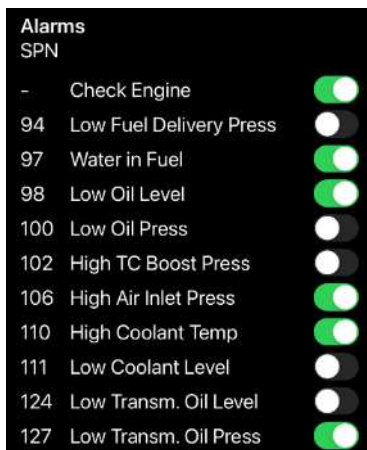 Alarms
SPN
- Check Engine
94 Low Fuel Delivery Press
97 Water in Fuel
98 Low Oil Level
100 Low Oil Press
102 High TC Boost Press
106 High Air Inlet Press
110 High Coolant Temp
111 Low Coolant Level
124 Low Transm. Oil Level
127 Low Transm. Oil Press